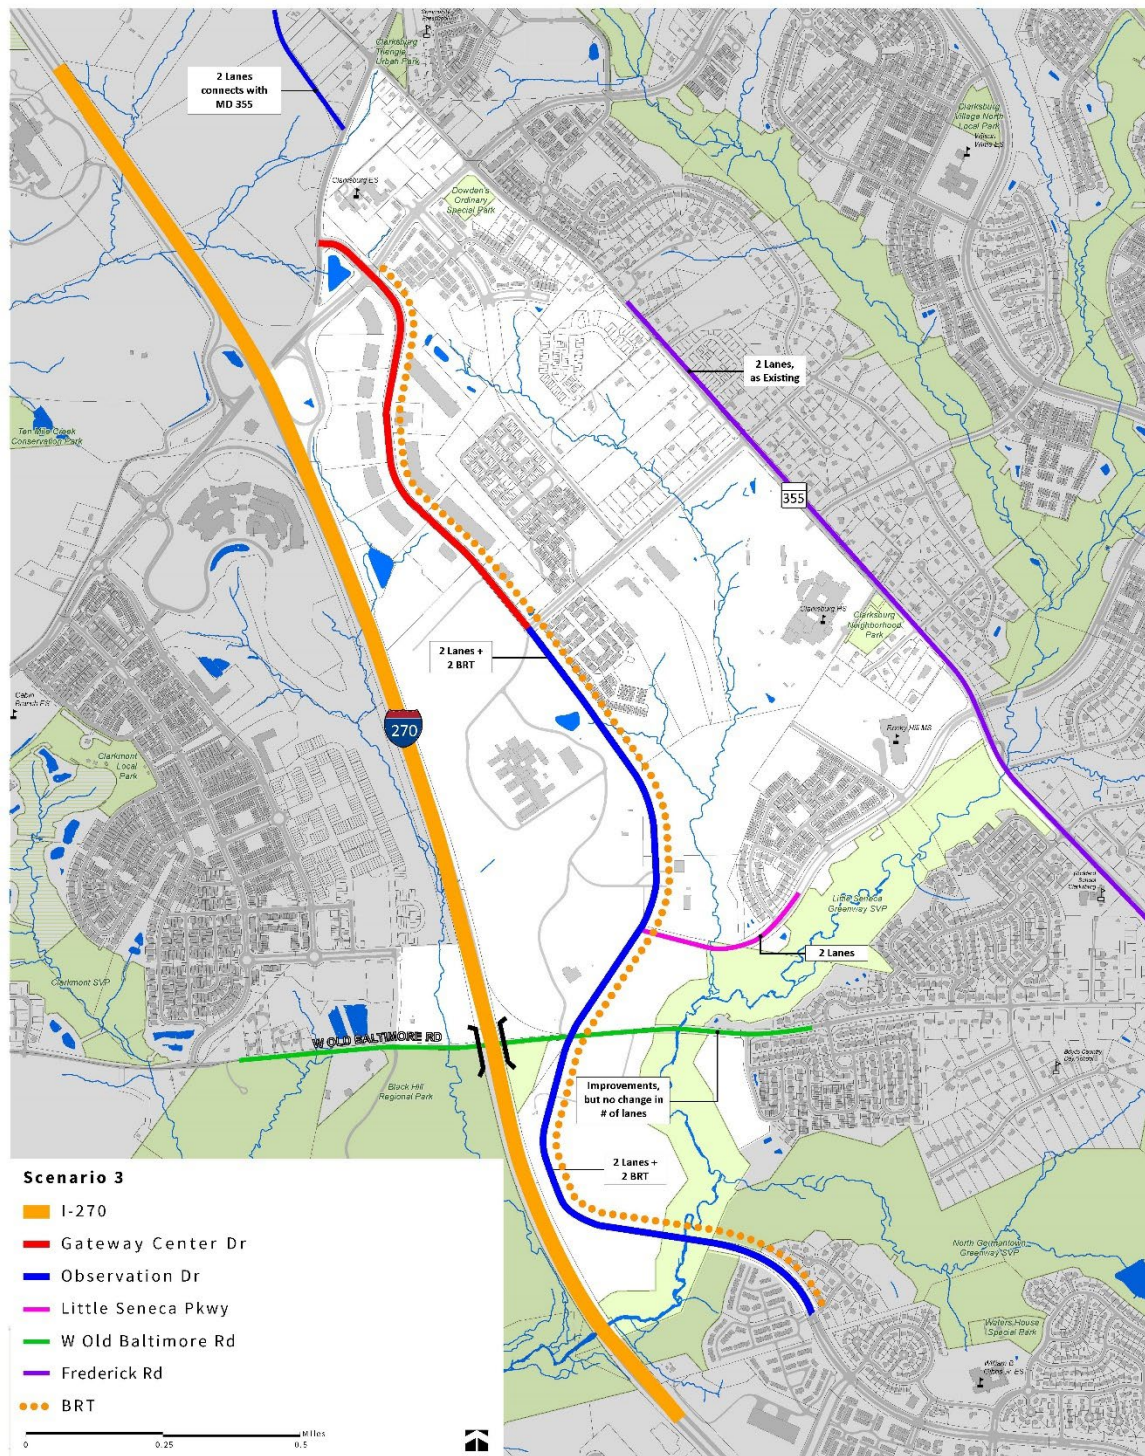 Clarksburg
Triangle
Urban Park
2 Lanes
connects with
MD 355
Clarksburg
Village North
Local Park
Wilson
Wims ES
Clarksburg ES
Dowden's
Ordinary
Special Park
2 Lanes,
as Existing
Ten Mile Creek
Conservation Park
355
Clarksburg HS
Clarksburg
Neighborhood
Park
2 Lanes +
2 BRT
Cabin
Branch ES
270
Rocky Hill MS
Clarkmont
Local
Park
Little Seneca
Greenway SVP
2 Lanes
Clarkmont SVP
W OLD BALTIMORE RD
Black Hill
Regional Park
Improvements,
but no change in
# of lanes
2 Lanes +
2 BRT
North Germantown
Greenway SVP
Waters House
Special Park
Scenario 3
I-270
Gateway Center Dr
Observation Dr
Little Seneca Pkwy
W Old Baltimore Rd
Frederick Rd
BRT
Miles
0 0.25 0.5